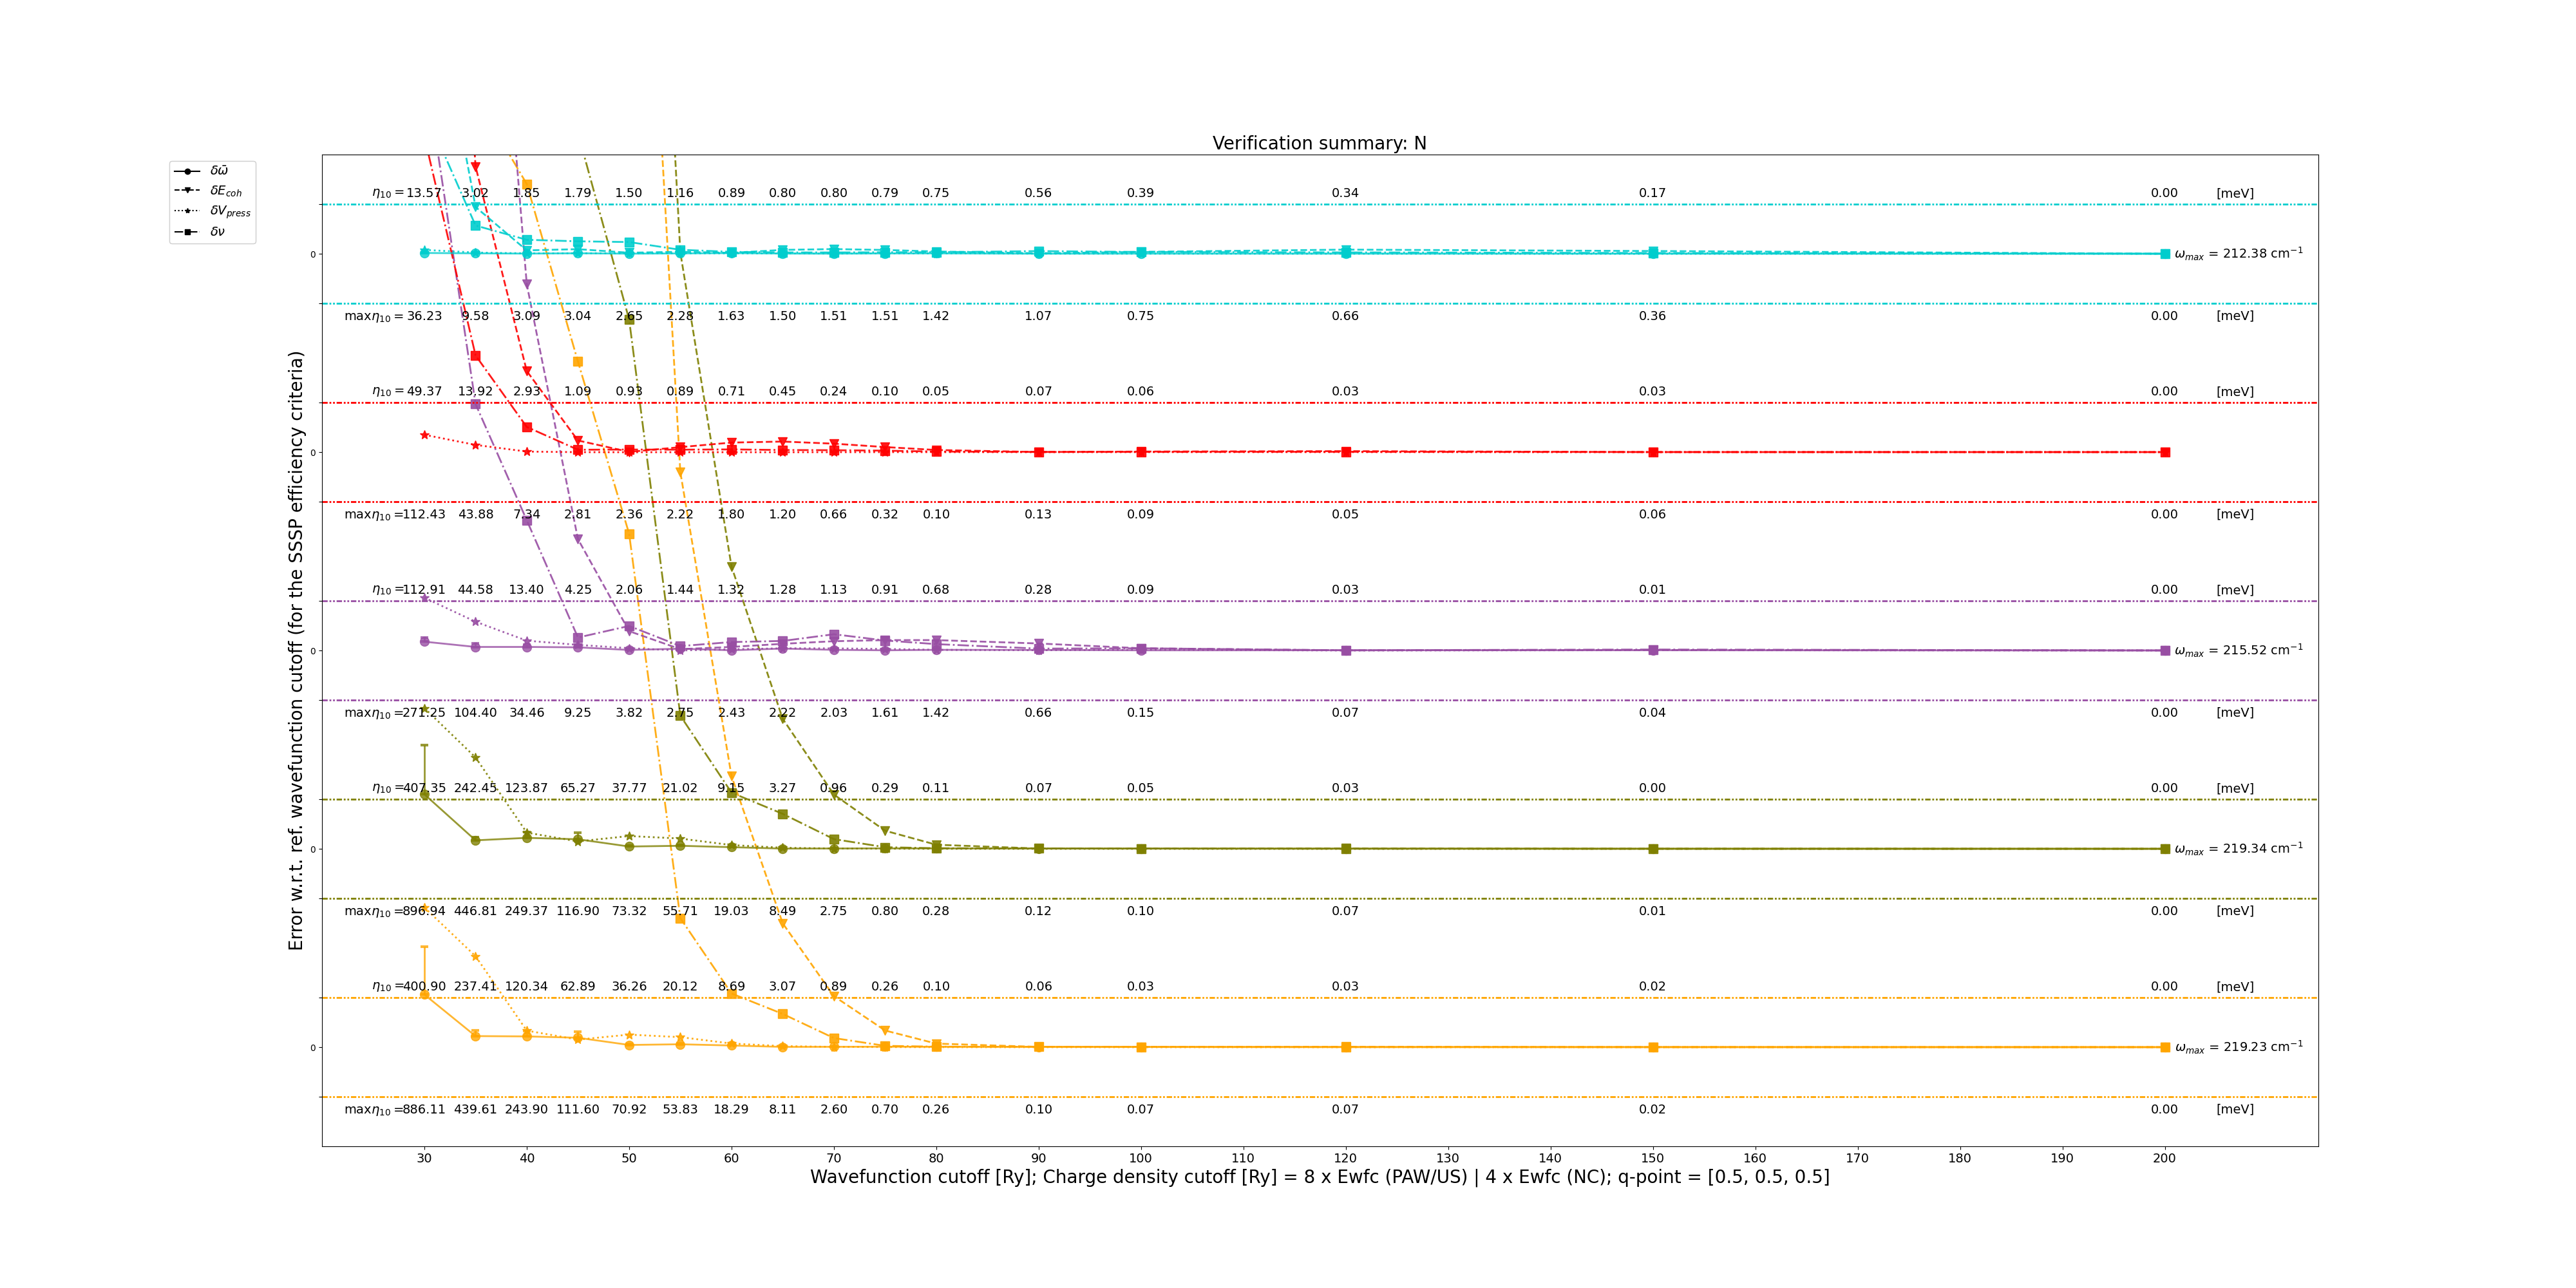 Verification summary: N
δω̄
δE_coh
δV_press
δν
Error w.r.t. ref. wavefunction cutoff (for the SSSP efficiency criteria)
η₁₀ = 13.57 3.02 1.85 1.79 1.50 1.16 0.89 0.80 0.80 0.79 0.75 0.56 0.39 0.34 0.17 0.00 [meV]
0 ω_max = 212.38 cm⁻¹
maxη₁₀ = 36.23 9.58 3.09 3.04 2.65 2.28 1.63 1.50 1.51 1.51 1.42 1.07 0.75 0.66 0.36 0.00 [meV]
η₁₀ = 49.37 13.92 2.93 1.09 0.93 0.89 0.71 0.45 0.24 0.10 0.05 0.07 0.06 0.03 0.03 0.00 [meV]
0
maxη₁₀ = 112.43 43.88 7.34 2.81 2.36 2.22 1.80 1.20 0.66 0.32 0.10 0.13 0.09 0.05 0.06 0.00 [meV]
η₁₀ = 112.91 44.58 13.40 4.25 2.06 1.44 1.32 1.28 1.13 0.91 0.68 0.28 0.09 0.03 0.01 0.00 [meV]
0 ω_max = 215.52 cm⁻¹
maxη₁₀ = 271.25 104.40 34.46 9.25 3.82 2.75 2.43 2.22 2.03 1.61 1.42 0.66 0.15 0.07 0.04 0.00 [meV]
η₁₀ = 407.35 242.45 123.87 65.27 37.77 21.02 9.15 3.27 0.96 0.29 0.11 0.07 0.05 0.03 0.00 0.00 [meV]
0 ω_max = 219.34 cm⁻¹
maxη₁₀ = 896.94 446.81 249.37 116.90 73.32 55.71 19.03 8.49 2.75 0.80 0.28 0.12 0.10 0.07 0.01 0.00 [meV]
η₁₀ = 400.90 237.41 120.34 62.89 36.26 20.12 8.69 3.07 0.89 0.26 0.10 0.06 0.03 0.03 0.02 0.00 [meV]
0 ω_max = 219.23 cm⁻¹
maxη₁₀ = 886.11 439.61 243.90 111.60 70.92 53.83 18.29 8.11 2.60 0.70 0.26 0.10 0.07 0.07 0.02 0.00 [meV]
30 40 50 60 70 80 90 100 110 120 130 140 150 160 170 180 190 200
Wavefunction cutoff [Ry]; Charge density cutoff [Ry] = 8 x Ewfc (PAW/US) | 4 x Ewfc (NC); q-point = [0.5, 0.5, 0.5]